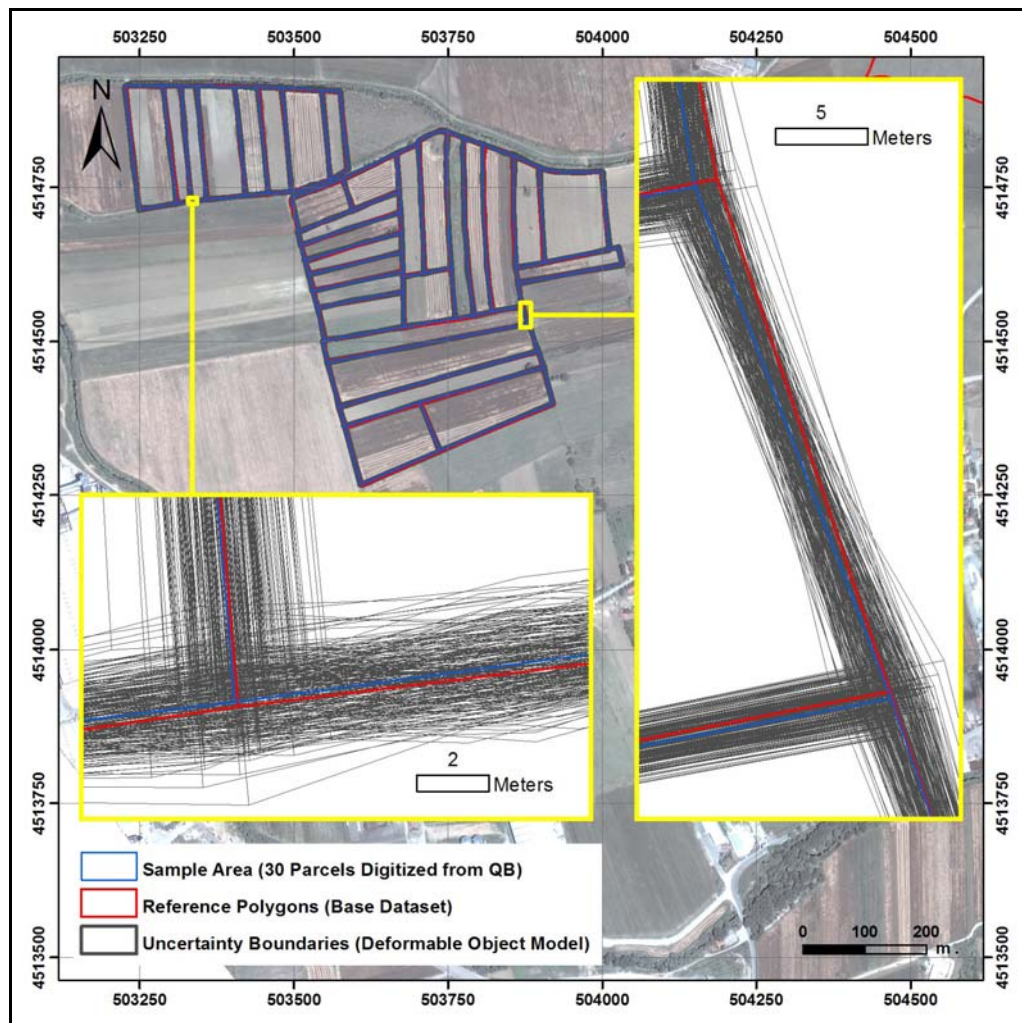 503250 503500 503750 504000 504250 504500
N
5
Meters
4514750 4514750
4514500 4514500
4514250 4514250
4514000 4514000
2
Meters
4513750 4513750
Sample Area (30 Parcels Digitized from QB)
Reference Polygons (Base Dataset)
Uncertainty Boundaries (Deformable Object Model)
0 100 200
m .
4513500 4513500
503250 503500 503750 504000 504250 504500